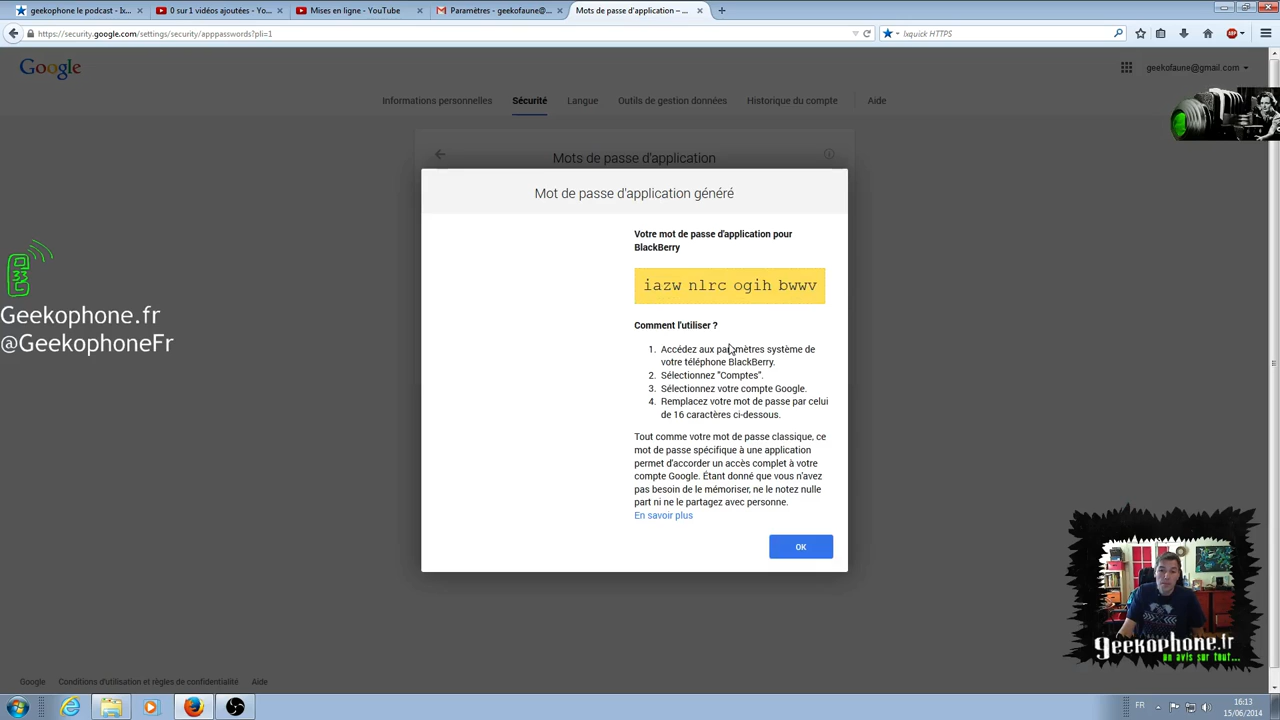 geekophone le podcast - Ix...
0 sur 1 vidéos ajoutées - Yo...
Mises en ligne - YouTube
Paramètres - geekofaune@...
Mots de passe d'application – ...
https://security.google.com/settings/security/apppasswords?pli=1
Ixquick HTTPS
Google
geekofaune@gmail.com
Informations personnelles
Sécurité
Langue
Outils de gestion données
Historique du compte
Aide
Mots de passe d'application
Mot de passe d'application généré
Votre mot de passe d'application pour
BlackBerry
iazw nlrc ogih bwwv
Comment l'utiliser ?
1. Accédez aux paramètres système de
votre téléphone BlackBerry.
2. Sélectionnez "Comptes".
3. Sélectionnez votre compte Google.
4. Remplacez votre mot de passe par celui
de 16 caractères ci-dessous.
Tout comme votre mot de passe classique, ce
mot de passe spécifique à une application
permet d'accorder un accès complet à votre
compte Google. Étant donné que vous n'avez
pas besoin de le mémoriser, ne le notez nulle
part ni ne le partagez avec personne.
En savoir plus
OK
33
Geekophone.fr
@GeekophoneFr
geekophone.fr
un avis sur tout...
Google
Conditions d'utilisation et règles de confidentialité
Aide
FR
16:13
15/06/2014